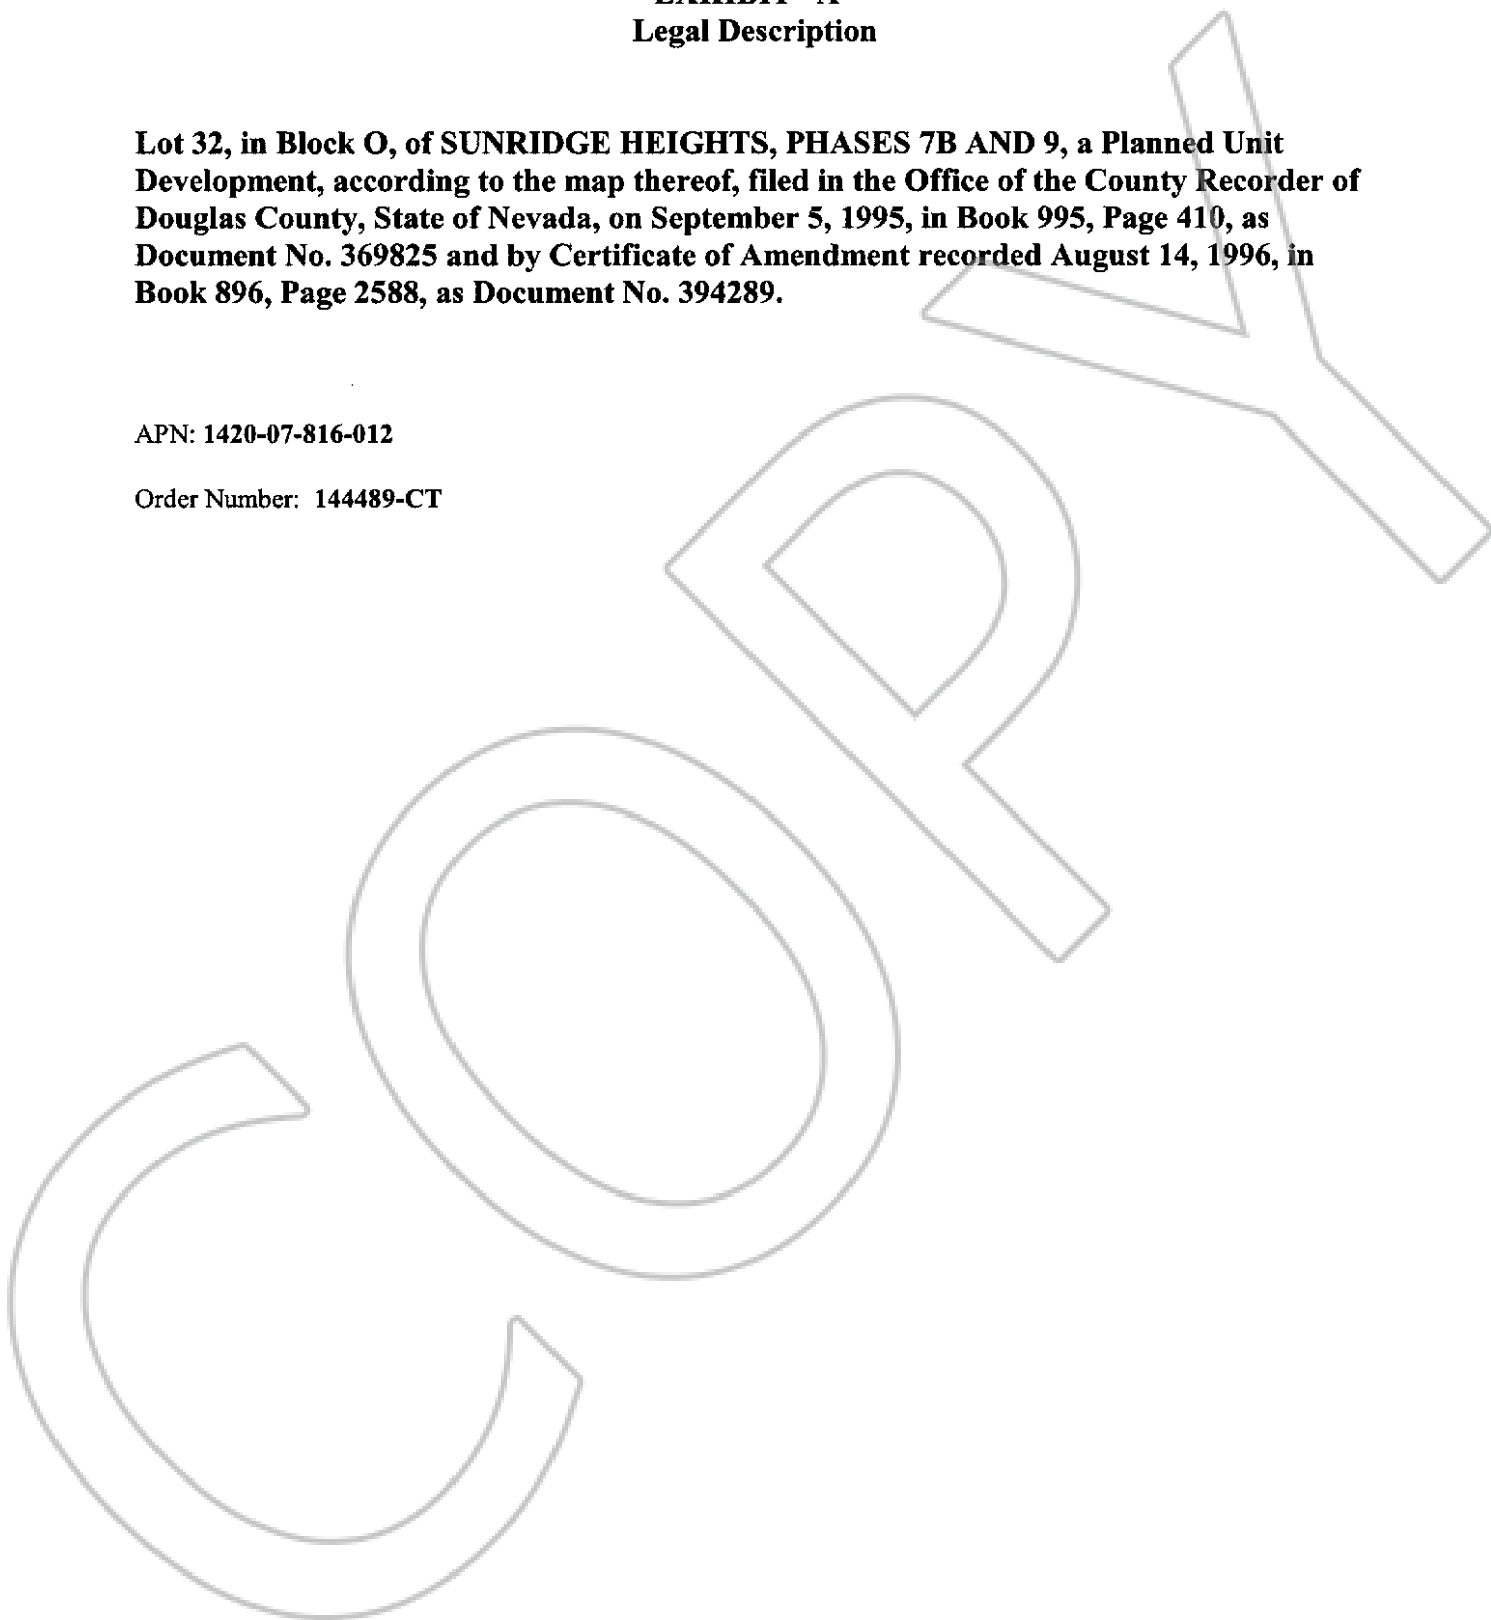 EXHIBIT "A"
Legal Description
Lot 32, in Block O, of SUNRIDGE HEIGHTS, PHASES 7B AND 9, a Planned Unit
Development, according to the map thereof, filed in the Office of the County Recorder of
Douglas County, State of Nevada, on September 5, 1995, in Book 995, Page 410, as
Document No. 369825 and by Certificate of Amendment recorded August 14, 1996, in
Book 896, Page 2588, as Document No. 394289.
APN: 1420-07-816-012
Order Number: 144489-CT
COPY